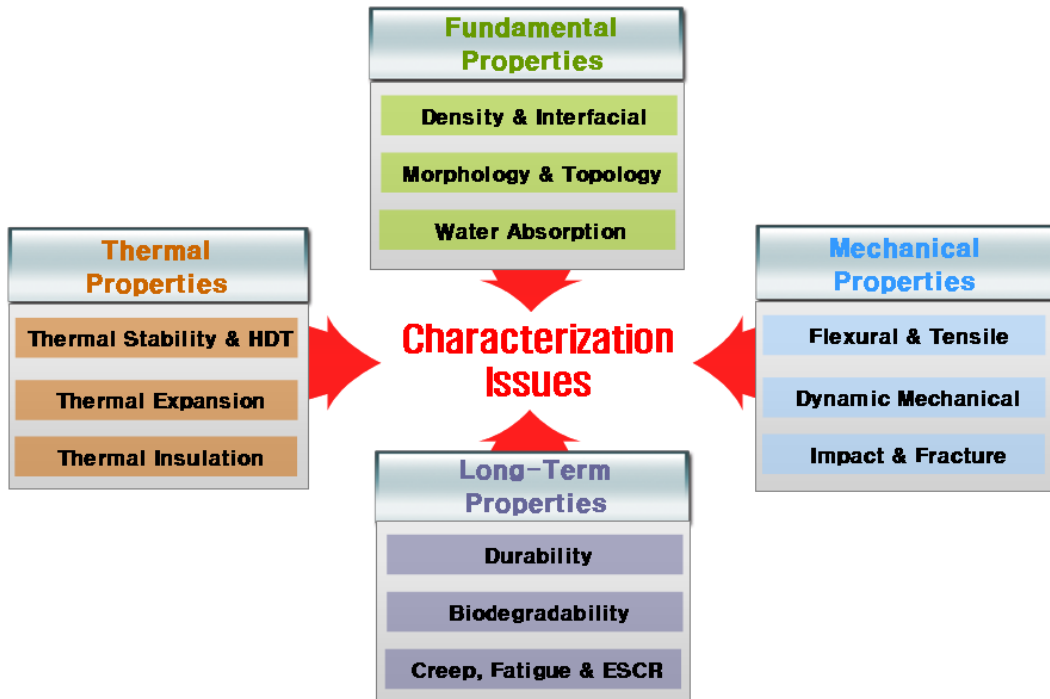 Fundamental
Properties
Density & Interfacial
Morphology & Topology
Water Absorption
Thermal
Properties
Thermal Stability & HDT
Thermal Expansion
Thermal Insulation
Characterization
Issues
Mechanical
Properties
Flexural & Tensile
Dynamic Mechanical
Impact & Fracture
Long-Term
Properties
Durability
Biodegradability
Creep, Fatigue & ESCR